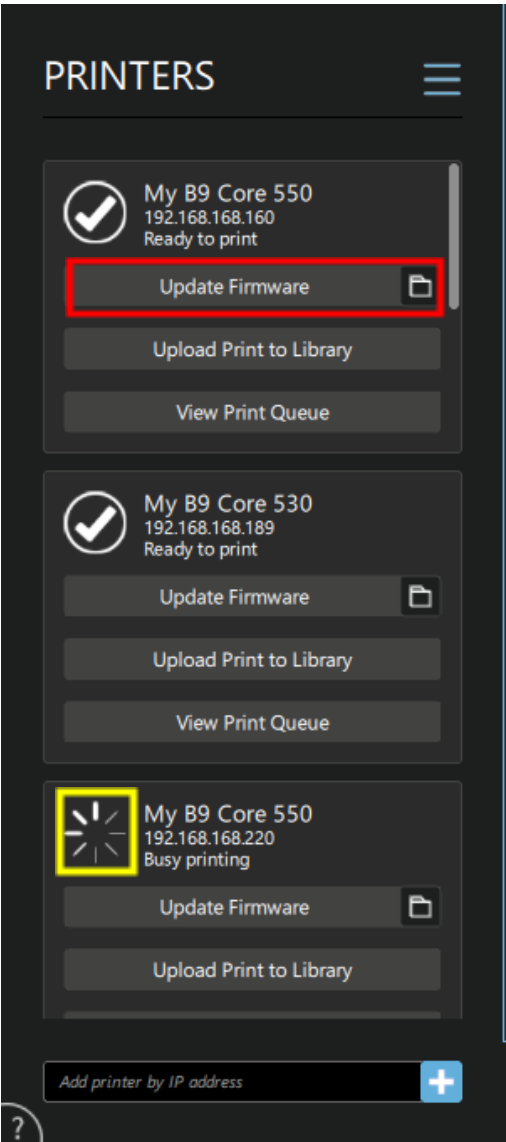 PRINTERS
My B9 Core 550
192.168.168.160
Ready to print
Update Firmware
Upload Print to Library
View Print Queue
My B9 Core 530
192.168.168.189
Ready to print
Update Firmware
Upload Print to Library
View Print Queue
My B9 Core 550
192.168.168.220
Busy printing
Update Firmware
Upload Print to Library
Add printer by IP address
?